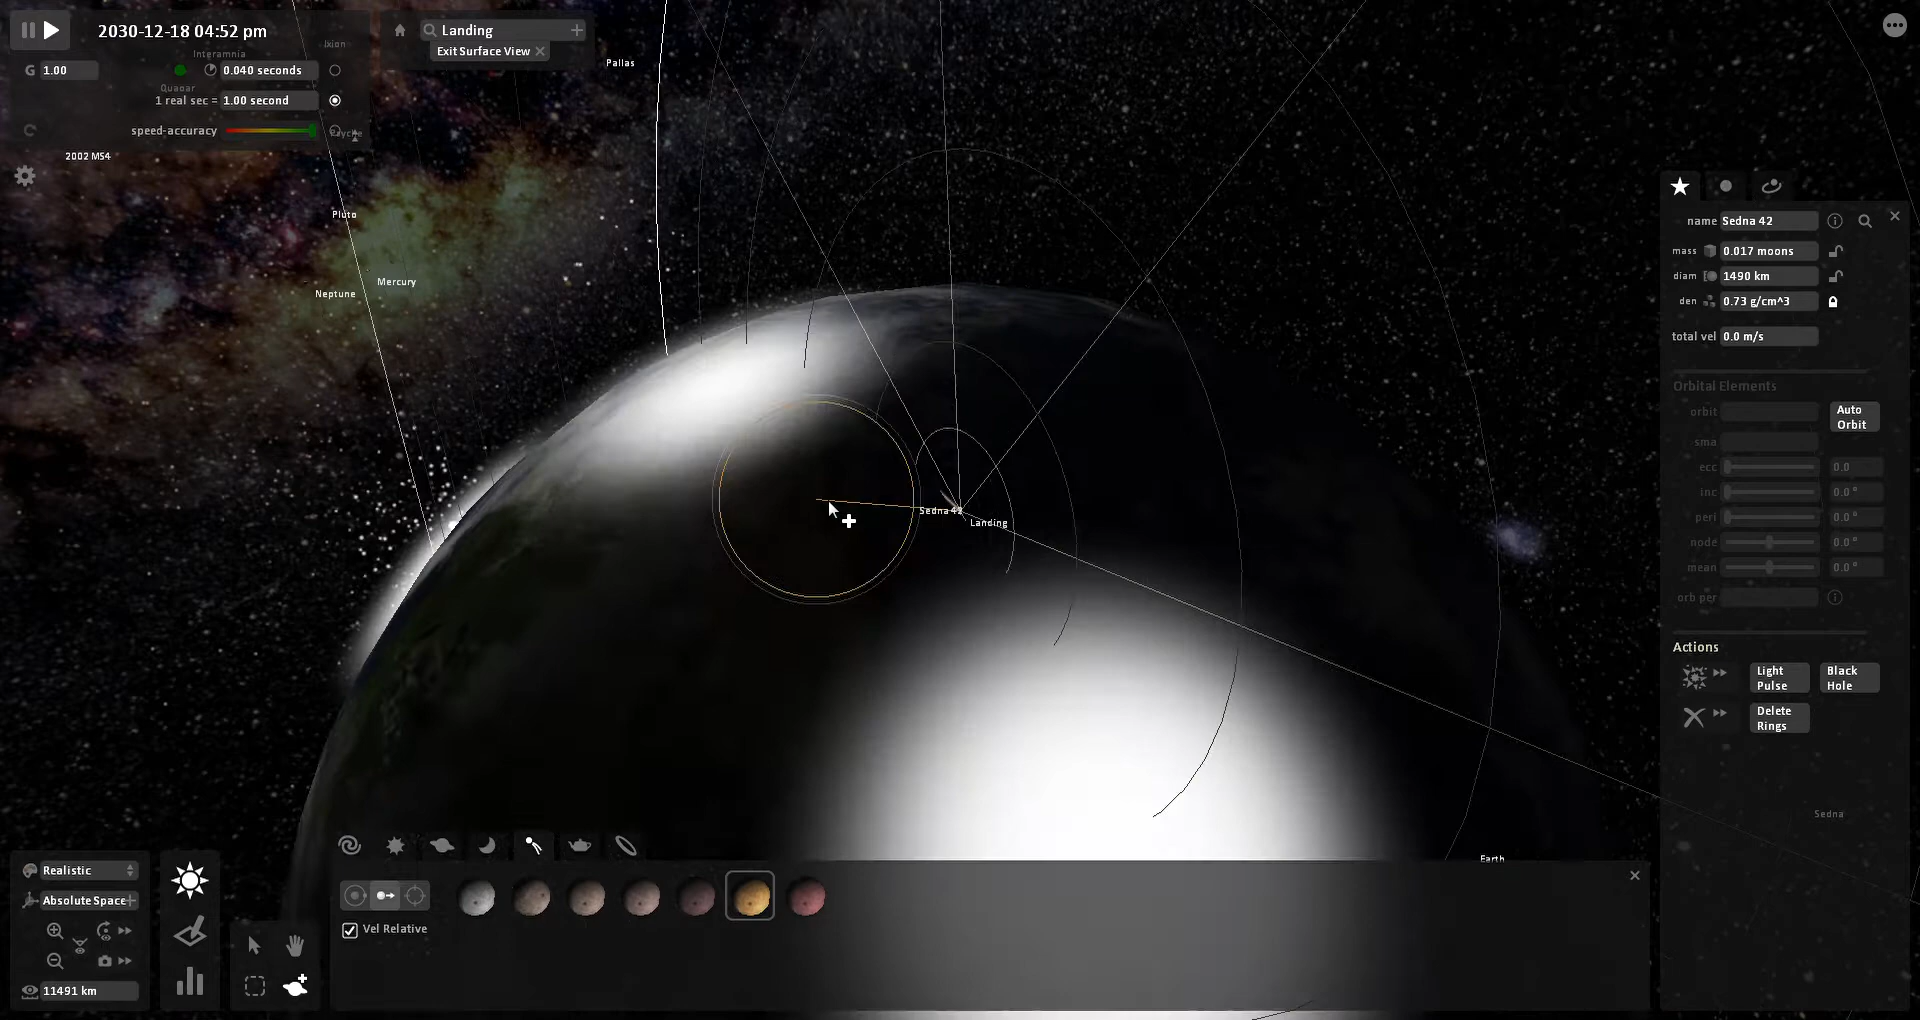 2030-12-18 04:52 pm
Landing
Exit Surface View
Ixion
Interamnia
G 1.00
0.040 seconds
Quaoar
1 real sec = 1.00 second
speed-accuracy
Psyche
2002 MS4
Pallas
Pluto
Mercury
Neptune
Sedna 42
Landing
name Sedna 42
mass 0.017 moons
diam 1490 km
den 0.73 g/cm^3
total vel 0.0 m/s
Orbital Elements
orbit
Auto
Orbit
sma
ecc 0.0
inc 0.0°
peri 0.0°
node 0.0°
mean 0.0°
orb per
Actions
Light
Pulse
Black
Hole
Delete
Rings
Sedna
Earth
Realistic
Absolute Space
11491 km
Vel Relative